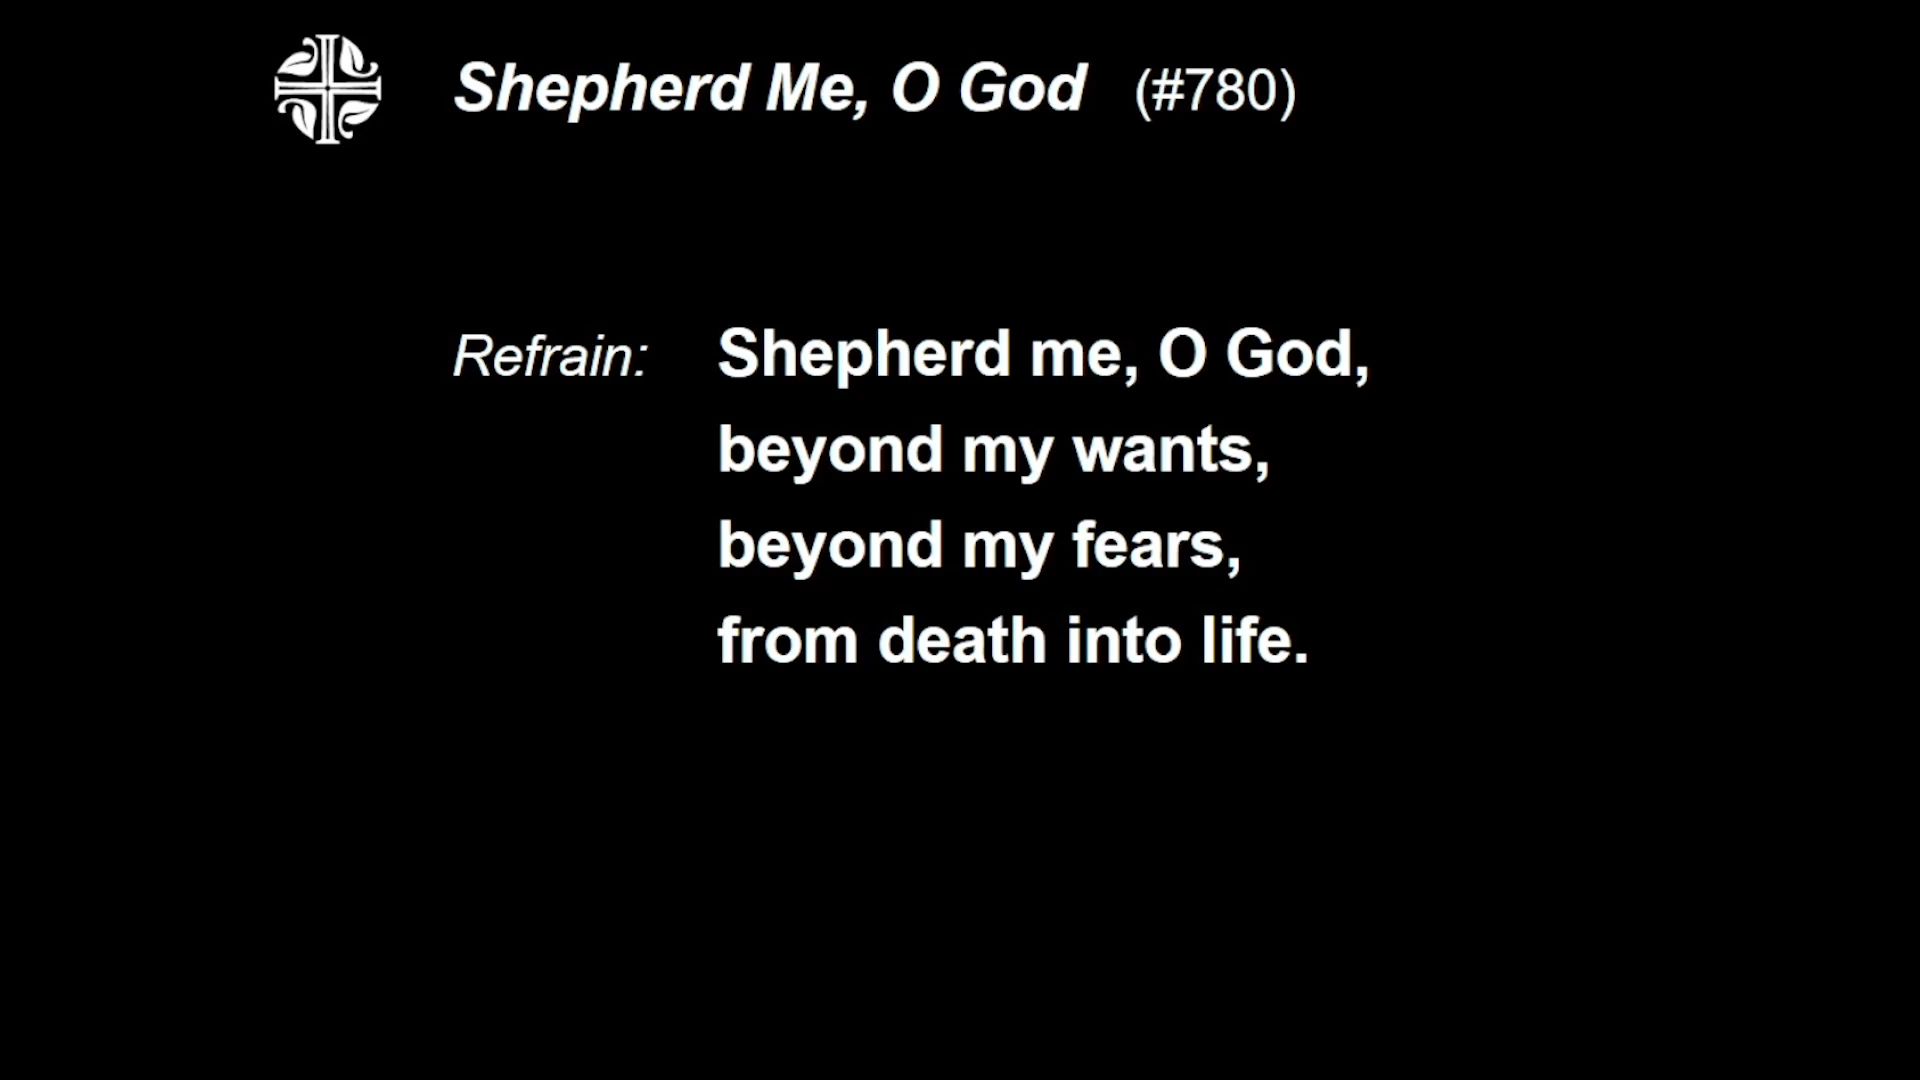 Shepherd Me, O God (#780)
Refrain: Shepherd me, O God,
beyond my wants,
beyond my fears,
from death into life.